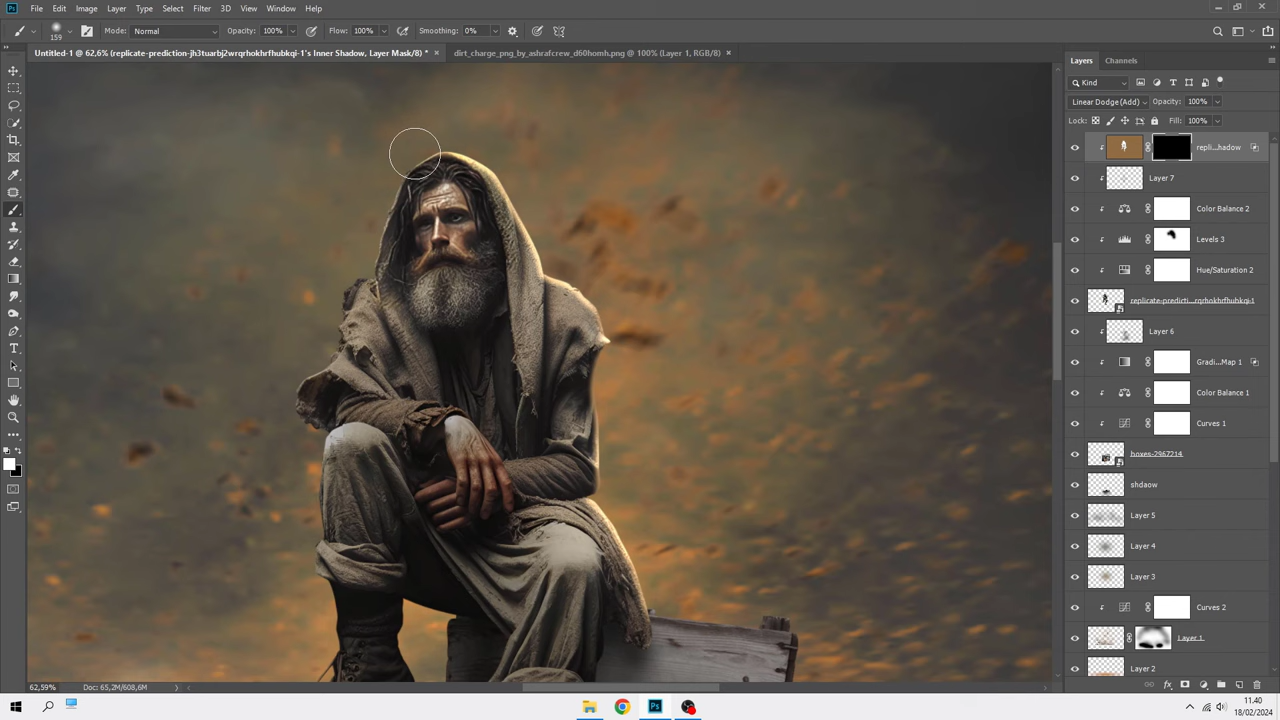 File Edit Image Layer Type Select Filter 3D View Window Help
159 Mode: Normal Opacity: 100% Flow: 100% Smoothing: 0%
Untitled-1 @ 62,6% (replicate-prediction-jh3tuarbj2wrqrhokhrfhubkqi-1's Inner Shadow, Layer Mask/8) * × dirt_charge_png_by_ashrafcrew_d60homh.png @ 100% (Layer 1, RGB/8) ×
Layers Channels
Kind
Linear Dodge (Add) Opacity: 100%
Lock: Fill: 100%
repli...hadow
Layer 7
Color Balance 2
Levels 3
Hue/Saturation 2
replicate-predicti...rqrhokhrfhubkqi-1
Layer 6
Gradi...Map 1
Color Balance 1
Curves 1
boxes-2967214
shdaow
Layer 5
Layer 4
Layer 3
Curves 2
Layer 1
Layer 2
62,59% Doc: 65,2M/608,6M
11.40
18/02/2024